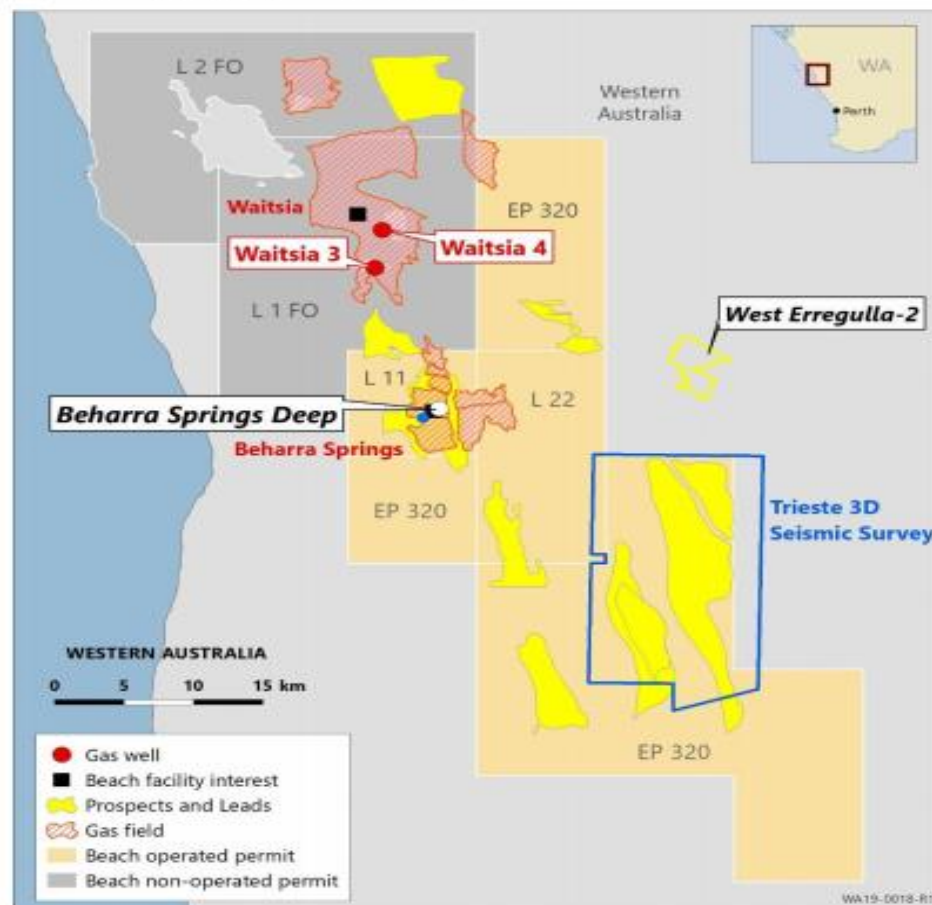 L 2 FO
Western
Australia
WA
Perth
EP 320
Waitsia
Waitsia 4
Waitsia 3
L 1 FO
West Erregulla-2
L 11
L 22
Beharra Springs Deep
Beharra Springs
EP 320
Trieste 3D
Seismic Survey
WESTERN AUSTRALIA
0 5 10 15 km
EP 320
Gas well
Beach facility interest
Prospects and Leads
Gas field
Beach operated permit
Beach non-operated permit
WA19-0018-R1